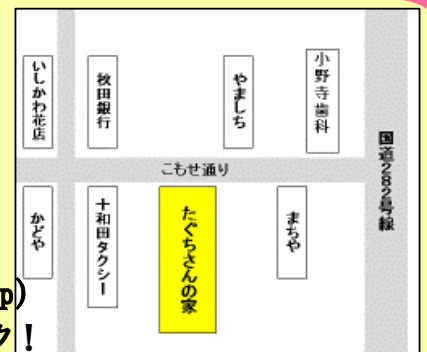 いしかわ花店
秋田銀行
やましち
小野寺歯科
国道282号線
こもせ通り
かどや
十和田タクシー
たぐちさんの家
まちや
p)
ク!